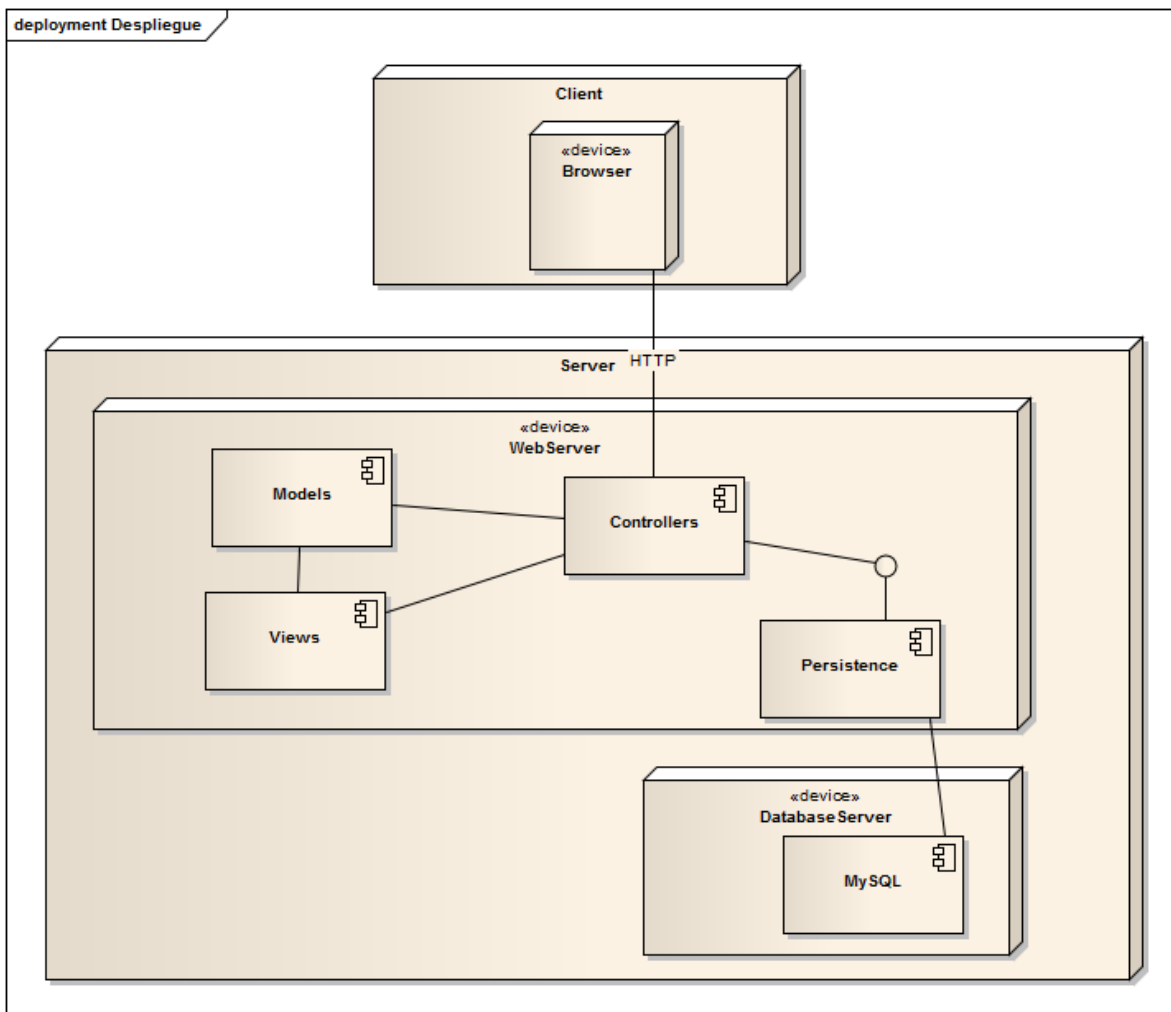 deployment Despliegue
Client
«device»
Browser
Server
HTTP
«device»
WebServer
Models
Controllers
Views
Persistence
«device»
DatabaseServer
MySQL